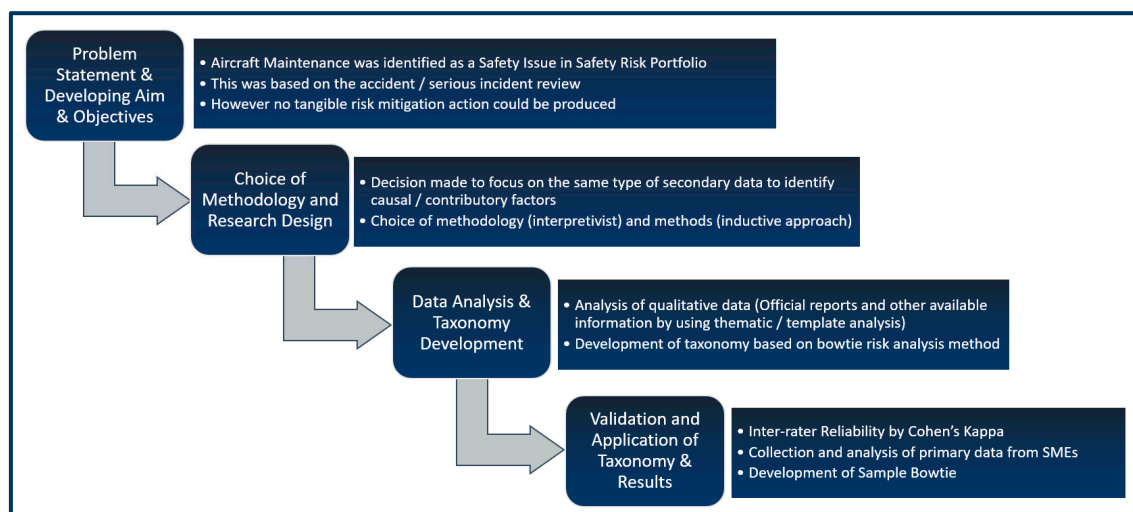 Problem
Statement &
Developing Aim
& Objectives
• Aircraft Maintenance was identified as a Safety Issue in Safety Risk Portfolio
• This was based on the accident / serious incident review
• However no tangible risk mitigation action could be produced
Choice of
Methodology and
Research Design
• Decision made to focus on the same type of secondary data to identify
causal / contributory factors
• Choice of methodology (interpretivist) and methods (inductive approach)
Data Analysis &
Taxonomy
Development
• Analysis of qualitative data (Official reports and other available
information by using thematic / template analysis)
• Development of taxonomy based on bowtie risk analysis method
Validation and
Application of
Taxonomy &
Results
• Inter-rater Reliability by Cohen's Kappa
• Collection and analysis of primary data from SMEs
• Development of Sample Bowtie